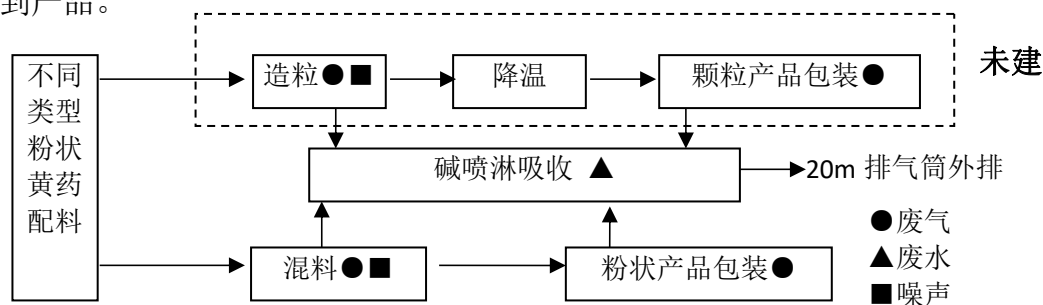 到产品。
不同
类型
粉状
黄药
配料
造粒●■
降温
颗粒产品包装●
未建
碱喷淋吸收 ▲
20m 排气筒外排
混料●■
粉状产品包装●
●废气
▲废水
■噪声